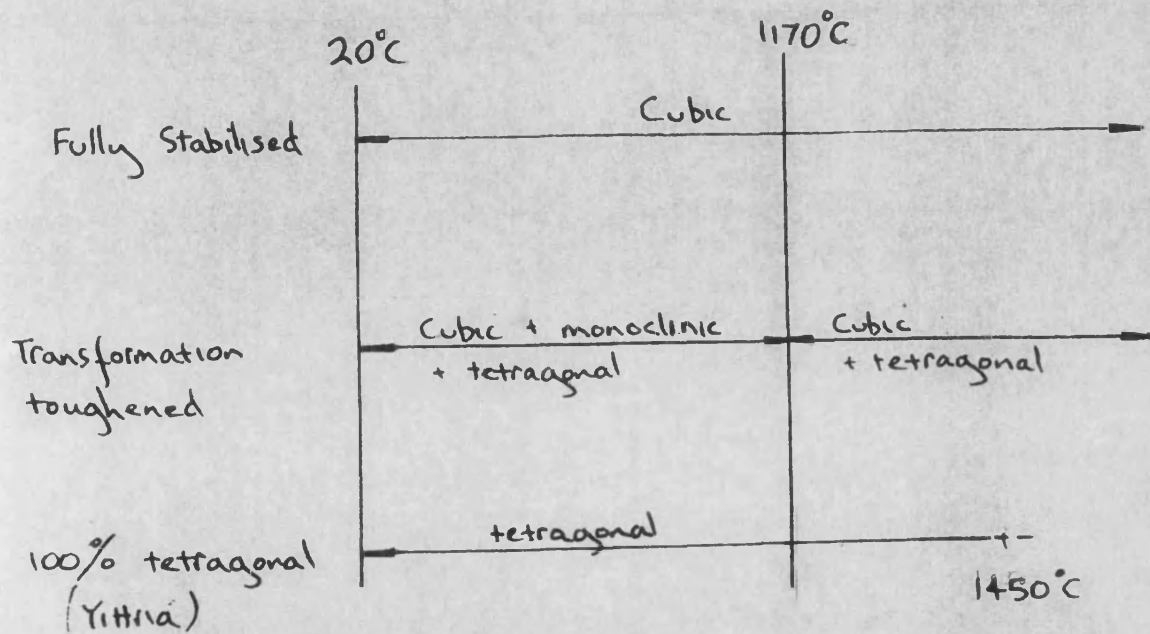 20°C
1170°C
Fully Stabilised
Cubic
Transformation
toughened
Cubic + monoclinic
+ tetragonal
Cubic
+ tetragonal
100% tetragonal
(Yittria)
tetragonal
1450°C